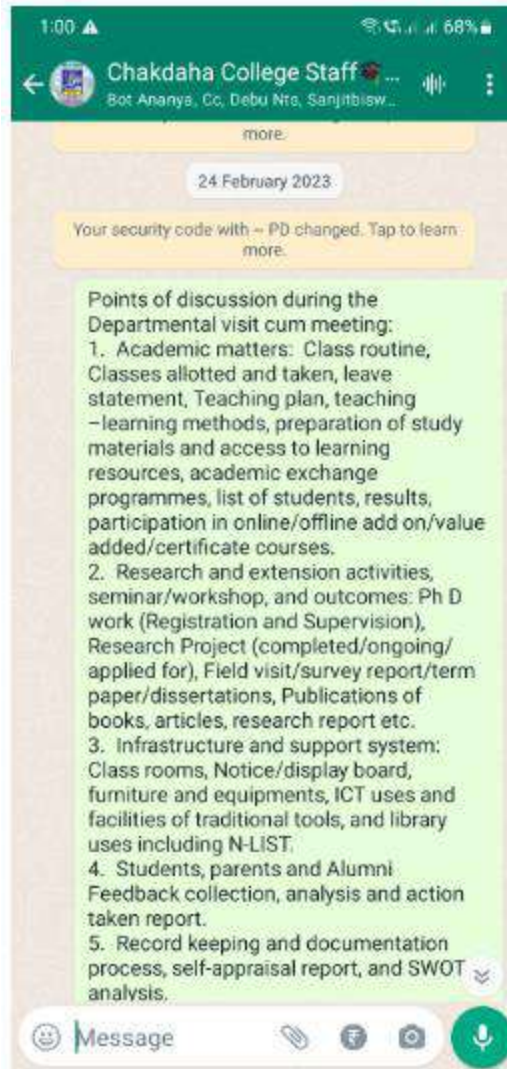 1:00
68%
Chakdaha College Staff ...
Bot Ananya, Cc, Debu Nts, Sanjitbisw...
more.
24 February 2023
Your security code with ~ PD changed. Tap to learn
more.
Points of discussion during the
Departmental visit cum meeting:
1. Academic matters: Class routine,
Classes allotted and taken, leave
statement, Teaching plan, teaching
–learning methods, preparation of study
materials and access to learning
resources, academic exchange
programmes, list of students, results,
participation in online/offline add on/value
added/certificate courses.
2. Research and extension activities,
seminar/workshop, and outcomes: Ph D
work (Registration and Supervision),
Research Project (completed/ongoing/
applied for), Field visit/survey report/term
paper/dissertations, Publications of
books, articles, research report etc.
3. Infrastructure and support system:
Class rooms, Notice/display board,
furniture and equipments, ICT uses and
facilities of traditional tools, and library
uses including N-LIST.
4. Students, parents and Alumni
Feedback collection, analysis and action
taken report.
5. Record keeping and documentation
process, self-appraisal report, and SWOT
analysis.
Message